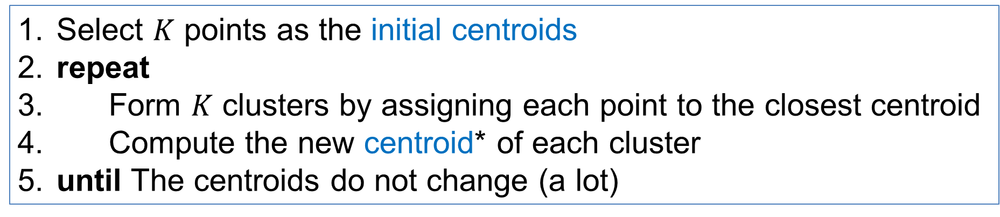 1. Select K points as the initial centroids
2. repeat
3. Form K clusters by assigning each point to the closest centroid
4. Compute the new centroid* of each cluster
5. until The centroids do not change (a lot)